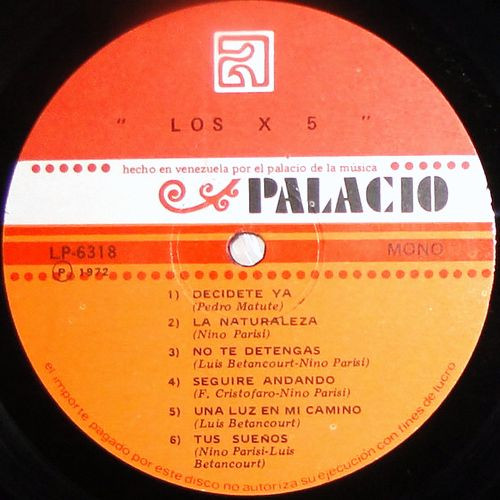 " LOS X 5 "
hecho en venezuela por el palacio de la música
PALACIO
LP-6318
MONO
P 1972
1) DECIDETE YA
(Pedro Matute)
2) LA NATURALEZA
(Nino Parisi)
3) NO TE DETENGAS
(Luis Betancourt-Nino Parisi)
4) SEGUIRE ANDANDO
(F. Cristofaro-Nino Parisi)
5) UNA LUZ EN MI CAMINO
(Luis Betancourt)
6) TUS SUEÑOS
(Nino Parisi-Luis
Betancourt)
el importe pagado por este disco no autoriza su ejecución con fines de lucro